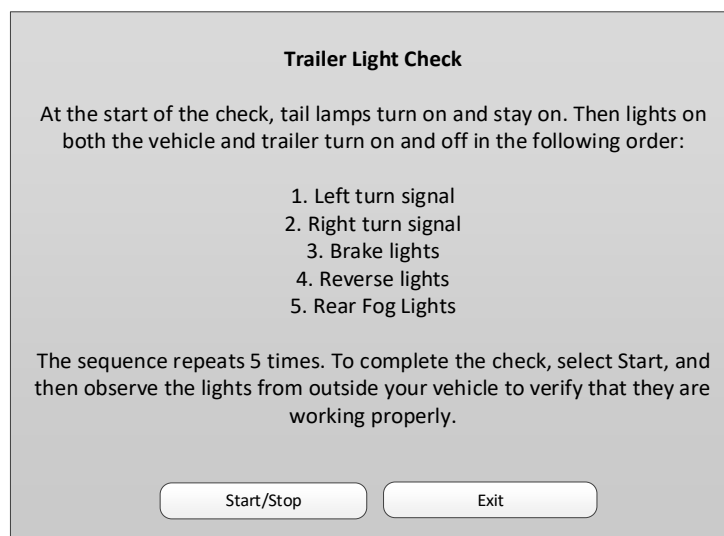 Trailer Light Check
At the start of the check, tail lamps turn on and stay on. Then lights on
both the vehicle and trailer turn on and off in the following order:
1. Left turn signal
2. Right turn signal
3. Brake lights
4. Reverse lights
5. Rear Fog Lights
The sequence repeats 5 times. To complete the check, select Start, and
then observe the lights from outside your vehicle to verify that they are
working properly.
Start/Stop
Exit